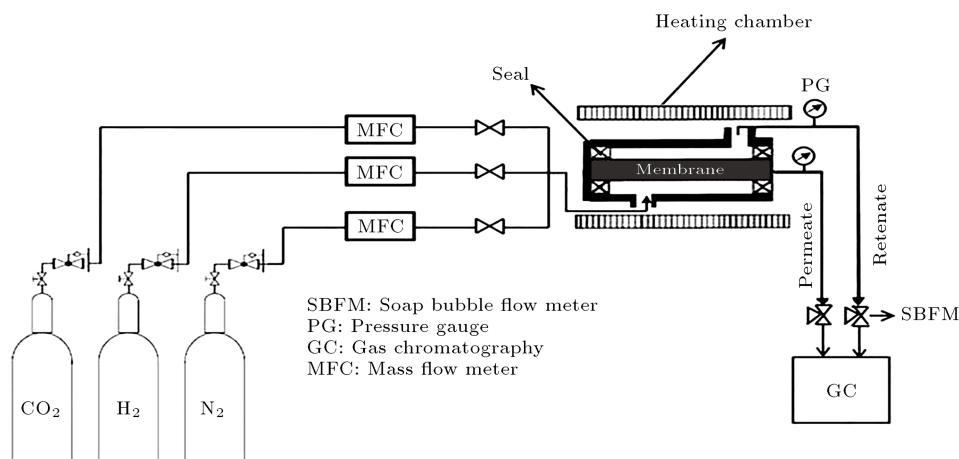 Heating chamber
Seal
PG
MFC
MFC
Membrane
MFC
Permeate
Retenate
SBFM: Soap bubble flow meter
PG: Pressure gauge
GC: Gas chromatography
MFC: Mass flow meter
SBFM
CO₂
H₂
N₂
GC